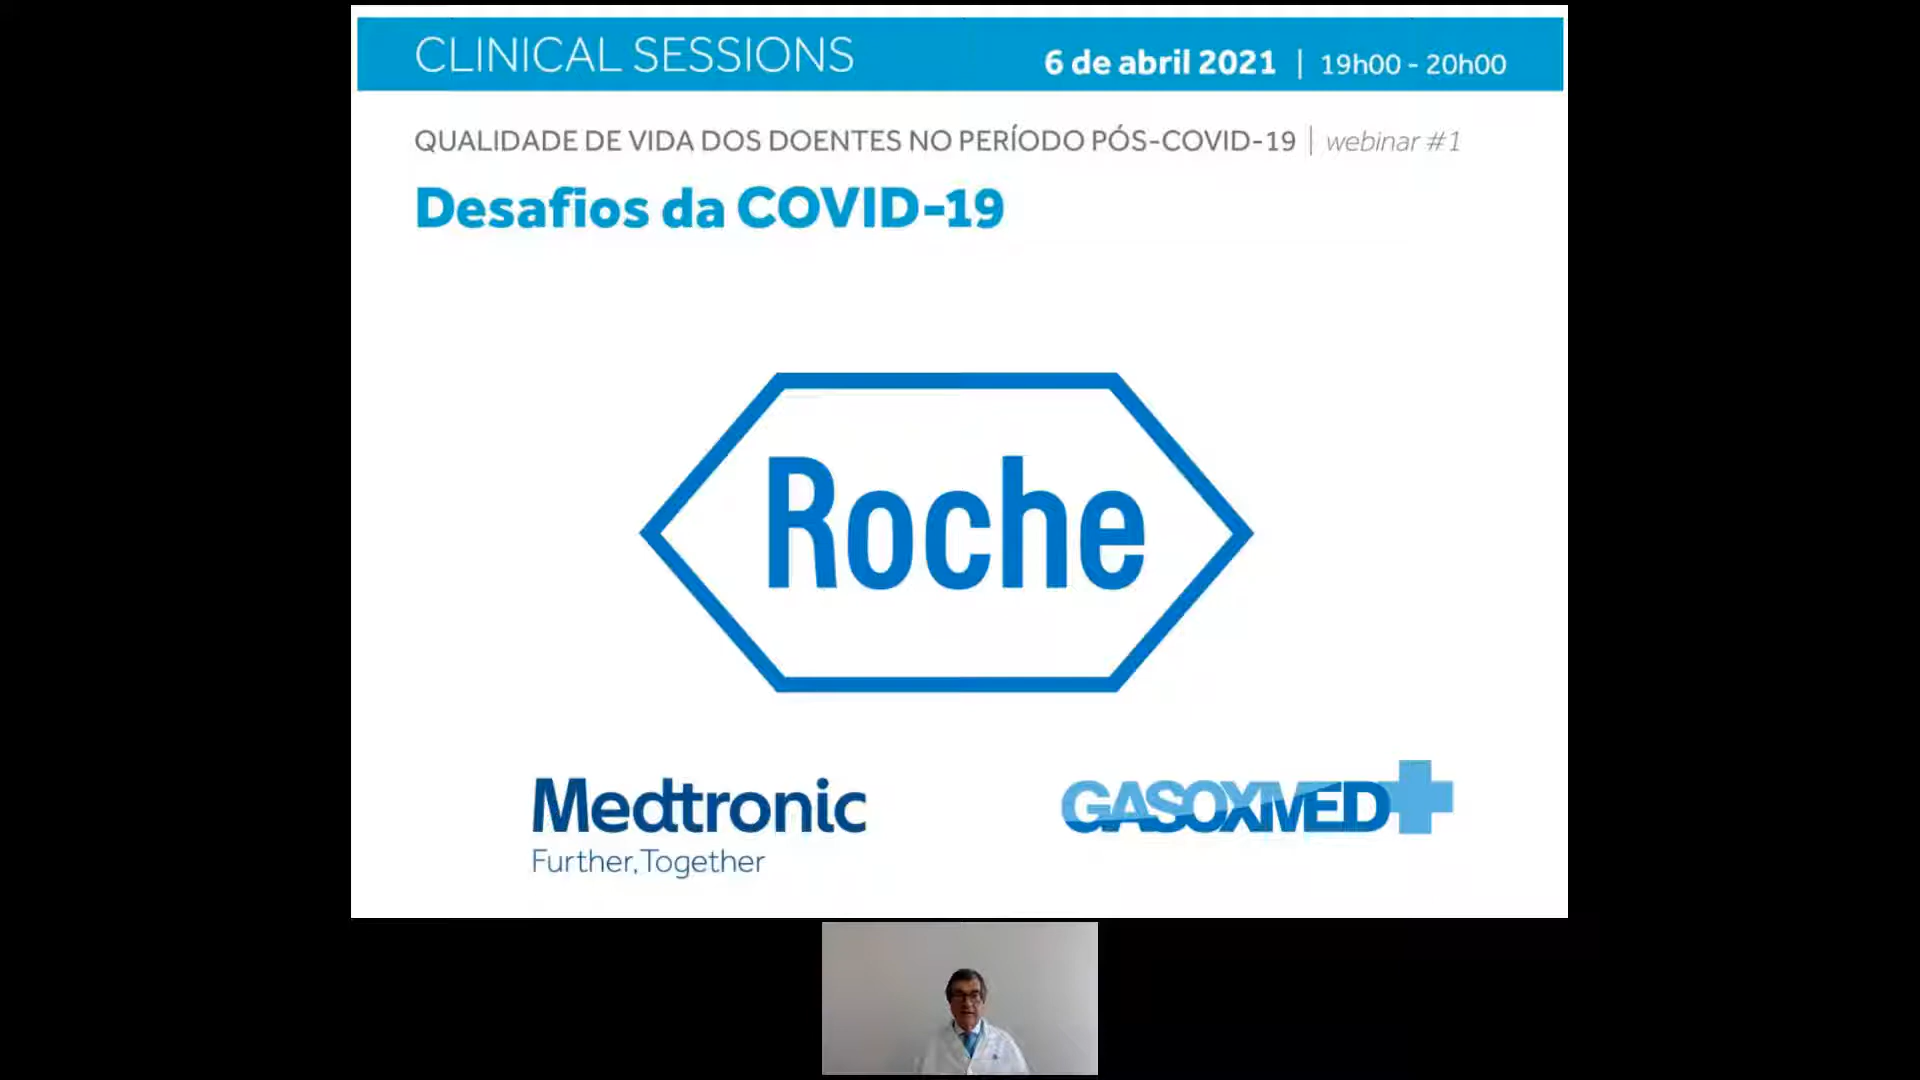 CLINICAL SESSIONS
6 de abril 2021 | 19h00 - 20h00
QUALIDADE DE VIDA DOS DOENTES NO PERÍODO PÓS-COVID-19 | webinar #1
Desafios da COVID-19
Roche
Medtronic
Further, Together
GASOXMED